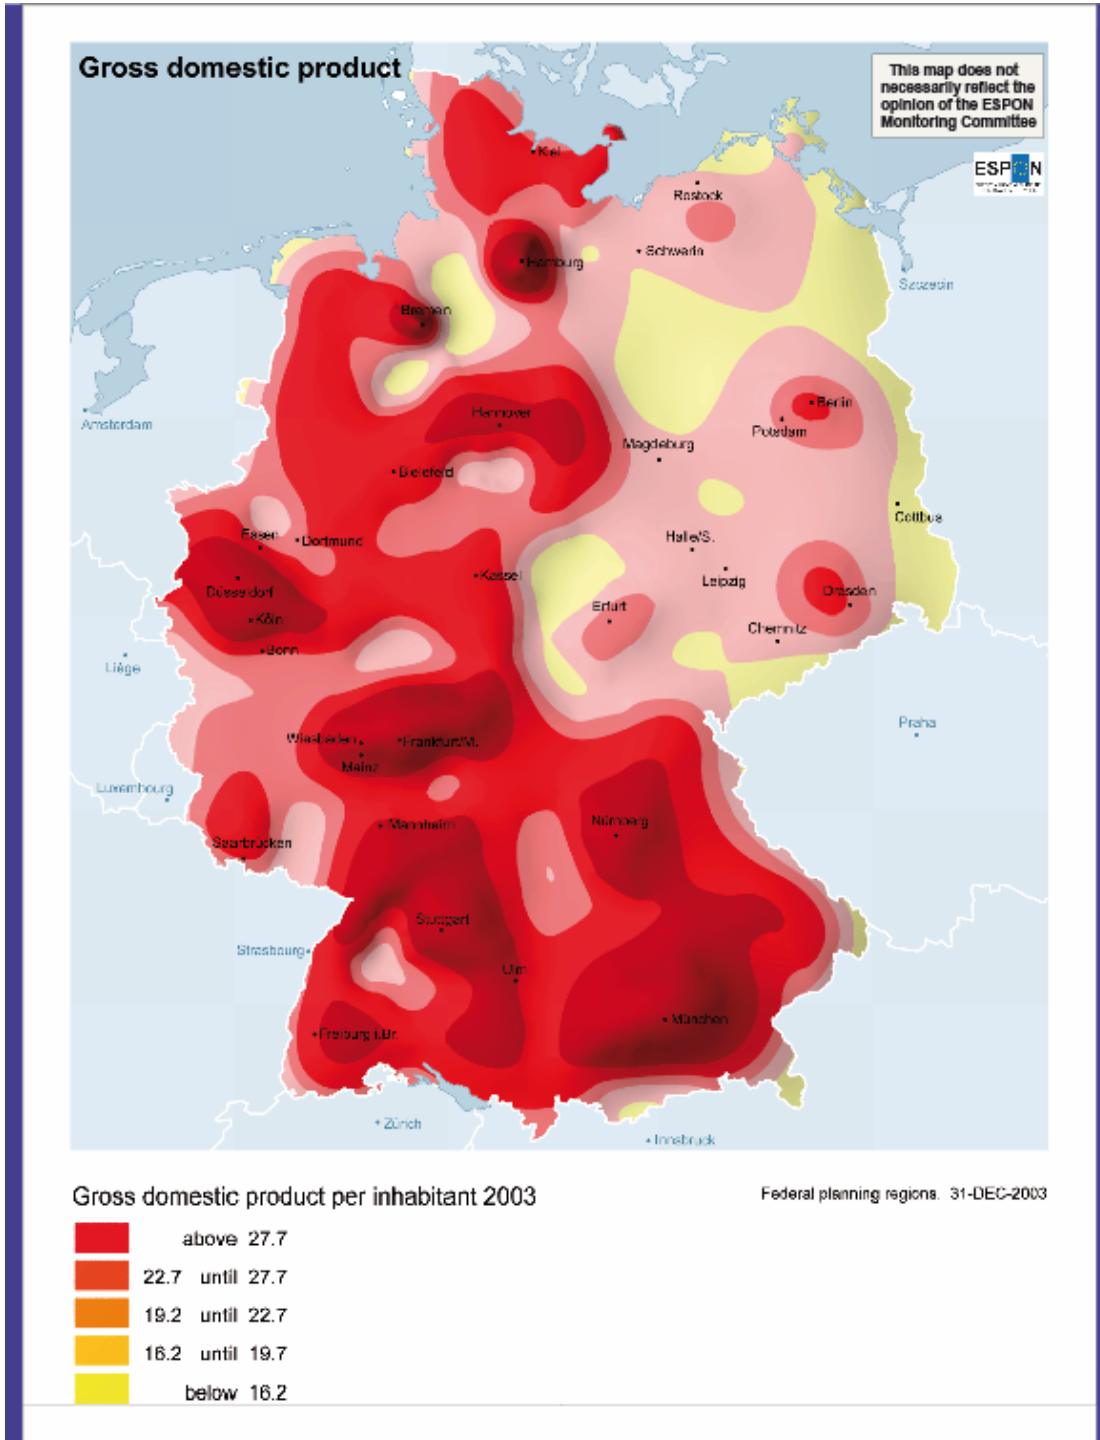 Gross domestic product
This map does not
necessarily reflect the
opinion of the ESPON
Monitoring Committee
ESPON
Kiel
Rostock
Schwerin
Hamburg
Szczecin
Bremen
Amsterdam
Hannover
Berlin
Potsdam
Magdeburg
Bielefeld
Cottbus
Essen
Dortmund
Halle/S.
Kassel
Leipzig
Düsseldorf
Dresden
Erfurt
Köln
Chemnitz
Bonn
Liège
Praha
Wiesbaden
Frankfurt/M.
Mainz
Luxembourg
Mannheim
Nürnberg
Saarbrücken
Stuttgart
Strasbourg
Ulm
München
Freiburg i.Br.
Zürich
Innsbruck
Gross domestic product per inhabitant 2003
Federal planning regions. 31-DEC-2003
above 27.7
22.7 until 27.7
19.2 until 22.7
16.2 until 19.7
below 16.2